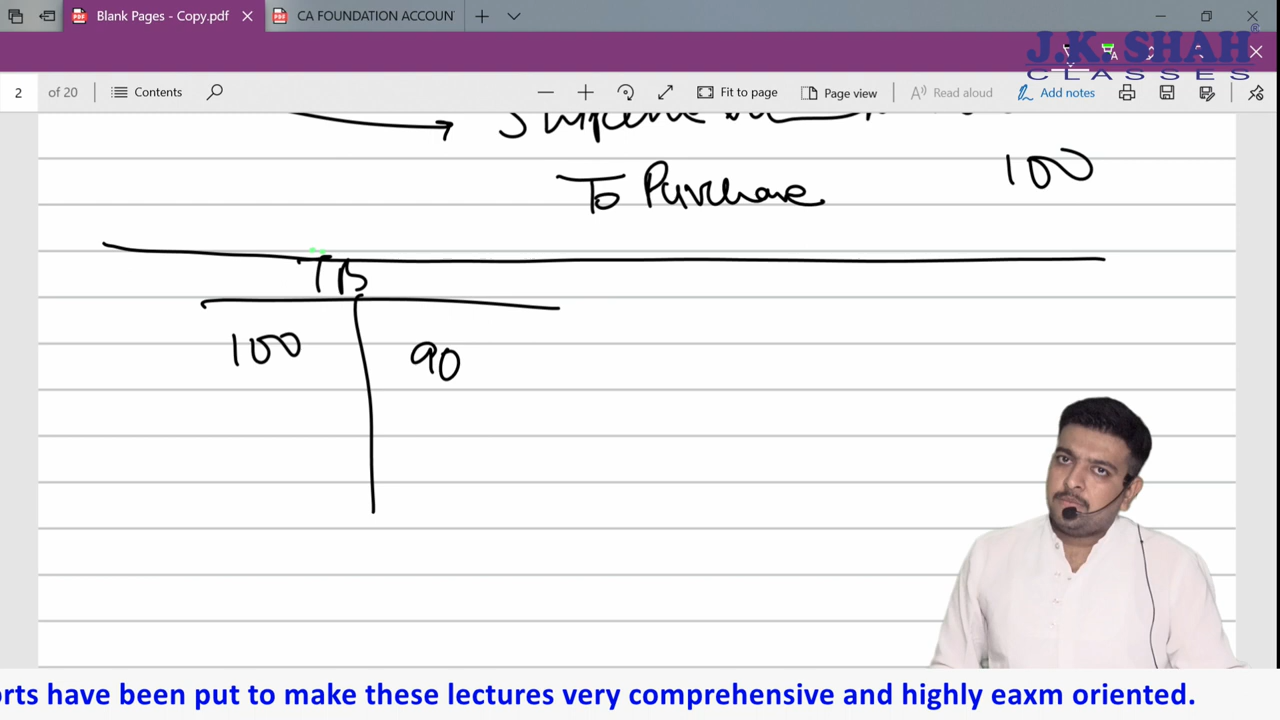 Blank Pages - Copy.pdf
CA FOUNDATION ACCOUNT
J.K. SHAH®
CLASSES
2 of 20
Contents
Fit to page
Page view
Read aloud
Add notes
100
To Purchase
TB
100 90
orts have been put to make these lectures very comprehensive and highly eaxm oriented.